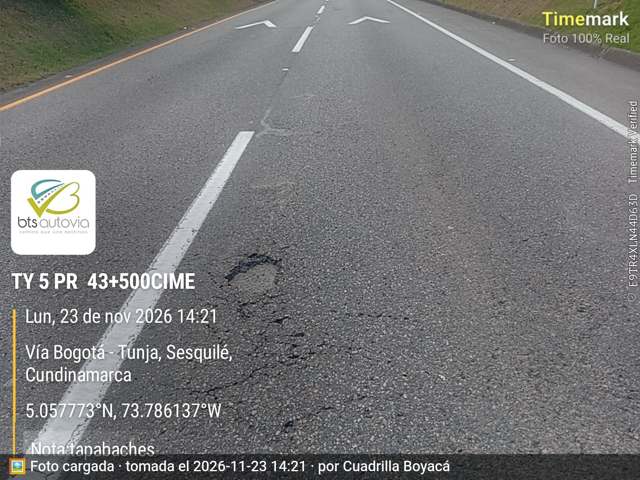 Timemark
Foto 100% Real
bts autovía
TY 5 PR 43+500CIME
Lun, 23 de nov 2026 14:21
Vía Bogotá - Tunja, Sesquilé,
Cundinamarca
5.057773°N, 73.786137°W
Nota:tapabaches
Foto cargada · tomada el 2026-11-23 14:21 · por Cuadrilla Boyacá
© E9TR4XLN44D63D Timemark Verified